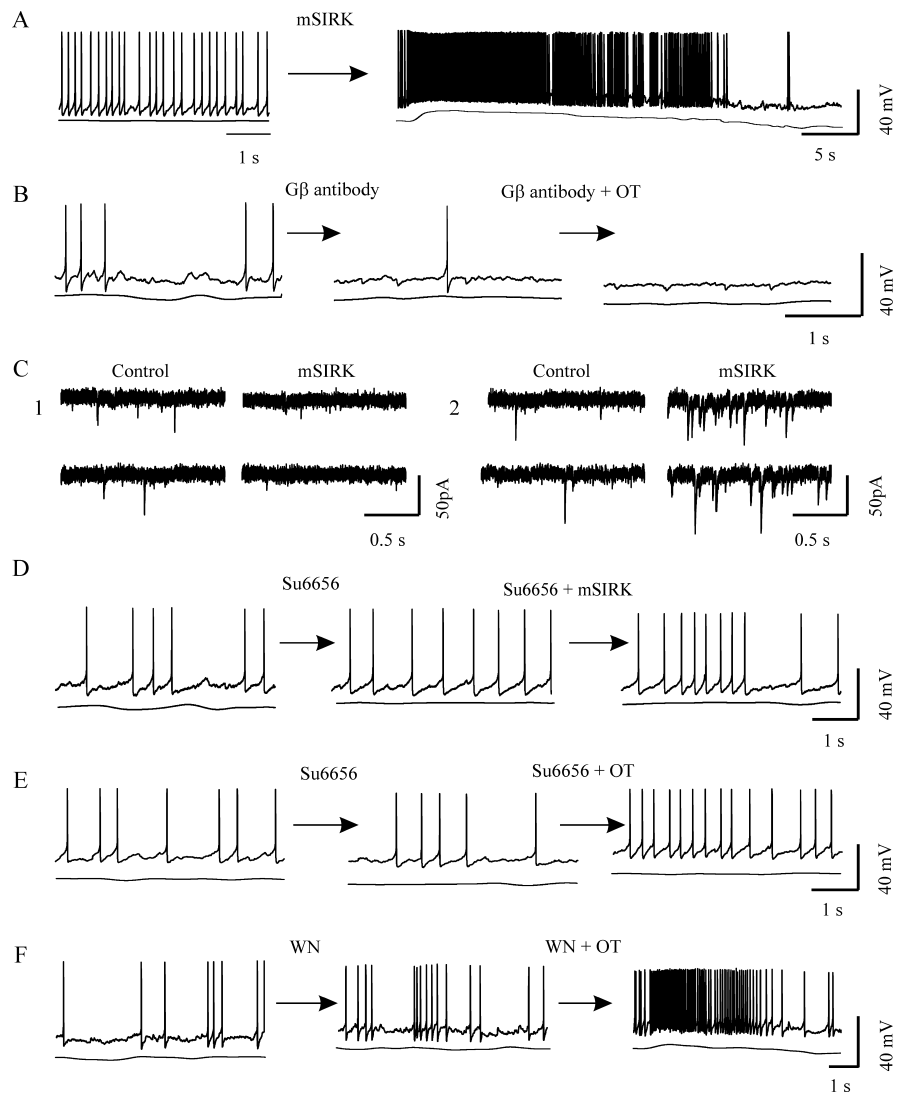 A
mSIRK
1 s
5 s
40 mV
B
Gβ antibody
Gβ antibody + OT
1 s
40 mV
C
Control
mSIRK
Control
mSIRK
1
2
0.5 s
50pA
0.5 s
50pA
D
Su6656
Su6656 + mSIRK
1 s
40 mV
E
Su6656
Su6656 + OT
1 s
40 mV
F
WN
WN + OT
1 s
40 mV